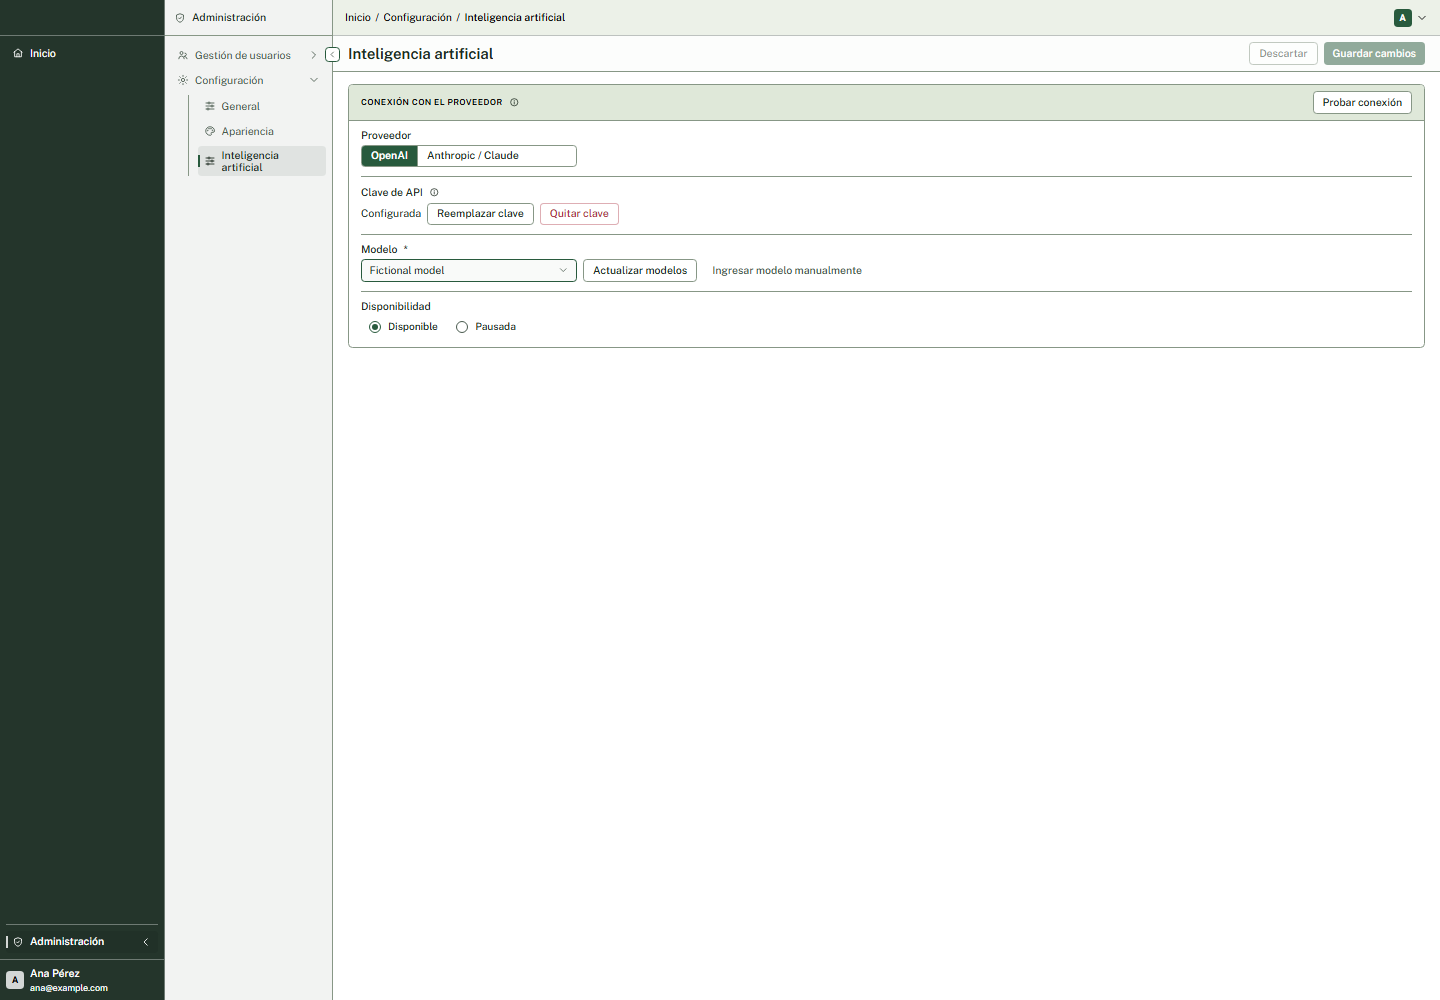 Administración
Inicio / Configuración / Inteligencia artificial
A
Inicio
Gestión de usuarios
Configuración
General
Apariencia
Inteligencia
artificial
Inteligencia artificial
Descartar
Guardar cambios
CONEXIÓN CON EL PROVEEDOR
Probar conexión
Proveedor
OpenAI
Anthropic / Claude
Clave de API
Configurada
Reemplazar clave
Quitar clave
Modelo *
Fictional model
Actualizar modelos
Ingresar modelo manualmente
Disponibilidad
Disponible
Pausada
Administración
A
Ana Pérez
ana@example.com